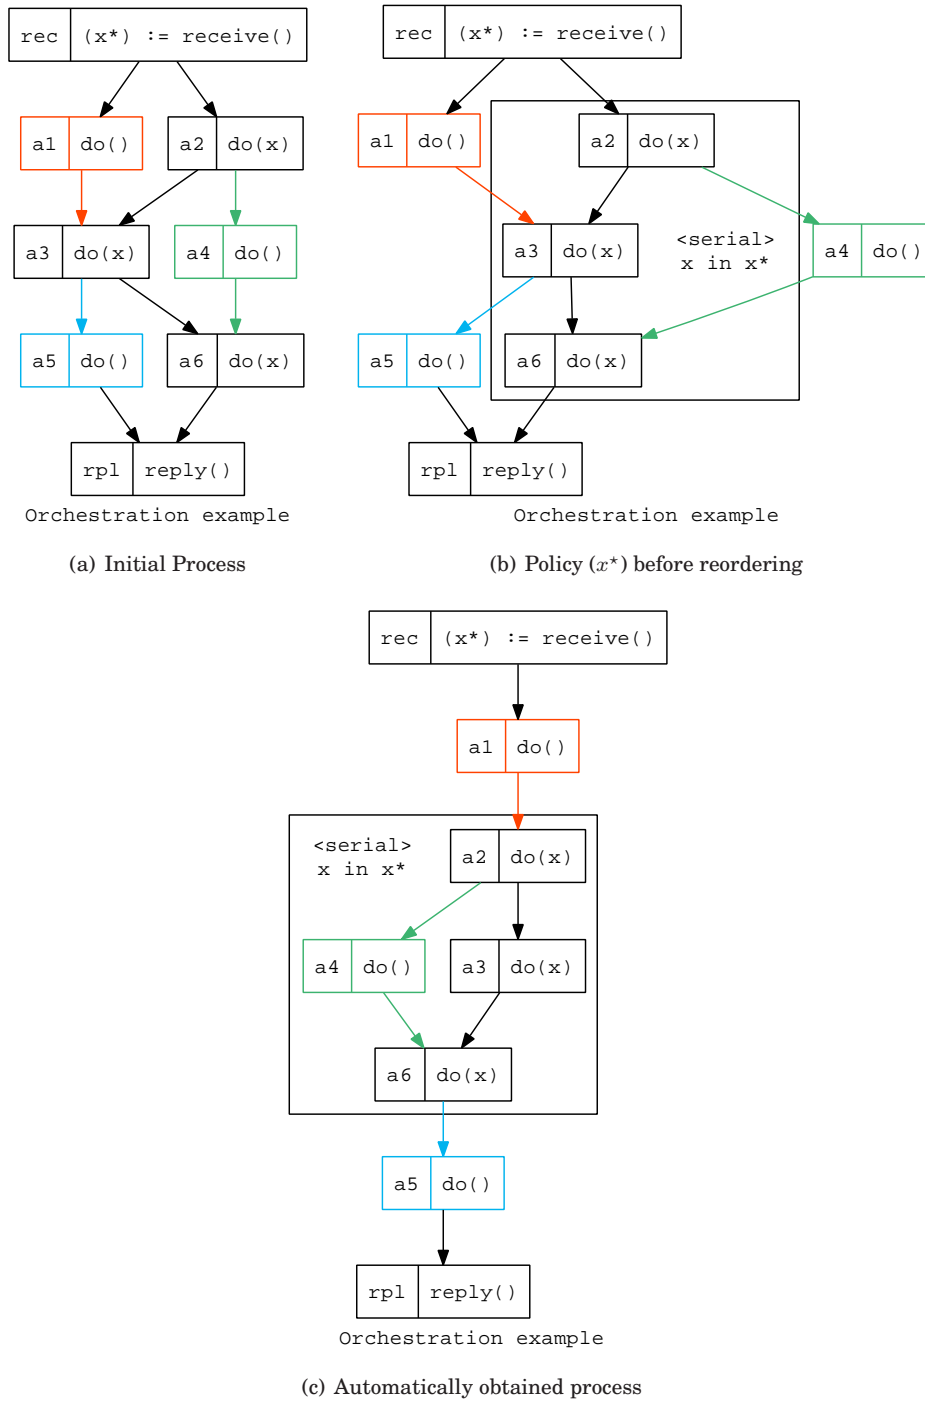 rec (x*) := receive()
a1 do() a2 do(x)
a3 do(x) a4 do()
a5 do() a6 do(x)
rpl reply()
Orchestration example
(a) Initial Process
rec (x*) := receive()
a1 do() a2 do(x)
a3 do(x) <serial> a4 do()
x in x*
a5 do() a6 do(x)
rpl reply()
Orchestration example
(b) Policy (x⋆) before reordering
rec (x*) := receive()
a1 do()
<serial>
x in x*
a2 do(x)
a4 do() a3 do(x)
a6 do(x)
a5 do()
rpl reply()
Orchestration example
(c) Automatically obtained process